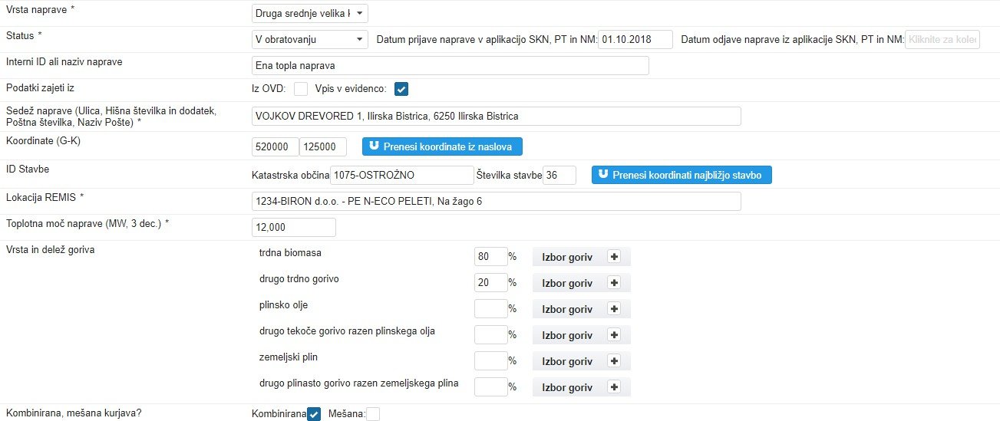 Vrsta naprave * Druga srednje velika k
Status * V obratovanju Datum prijave naprave v aplikacijo SKN, PT in NM: 01.10.2018 Datum odjave naprave iz aplikacije SKN, PT in NM: Kliknite za koled
Interni ID ali naziv naprave Ena topla naprava
Podatki zajeti iz Iz OVD: Vpis v evidenco:
Sedež naprave (Ulica, Hišna številka in dodatek,
Poštna številka, Naziv Pošte) * VOJKOV DREVORED 1, Ilirska Bistrica, 6250 Ilirska Bistrica
Koordinate (G-K) 520000 125000 Prenesi koordinate iz naslova
ID Stavbe Katastrska občina 1075-OSTROŽNO Številka stavbe 36 Prenesi koordinati najbližjo stavbo
Lokacija REMIS * 1234-BIRON d.o.o. - PE N-ECO PELETI, Na žago 6
Toplotna moč naprave (MW, 3 dec.) * 12,000
Vrsta in delež goriva trdna biomasa 80 % Izbor goriv
drugo trdno gorivo 20 % Izbor goriv
plinsko olje % Izbor goriv
drugo tekoče gorivo razen plinskega olja % Izbor goriv
zemeljski plin % Izbor goriv
drugo plinasto gorivo razen zemeljskega plina % Izbor goriv
Kombinirana, mešana kurjava? Kombinirana Mešana: